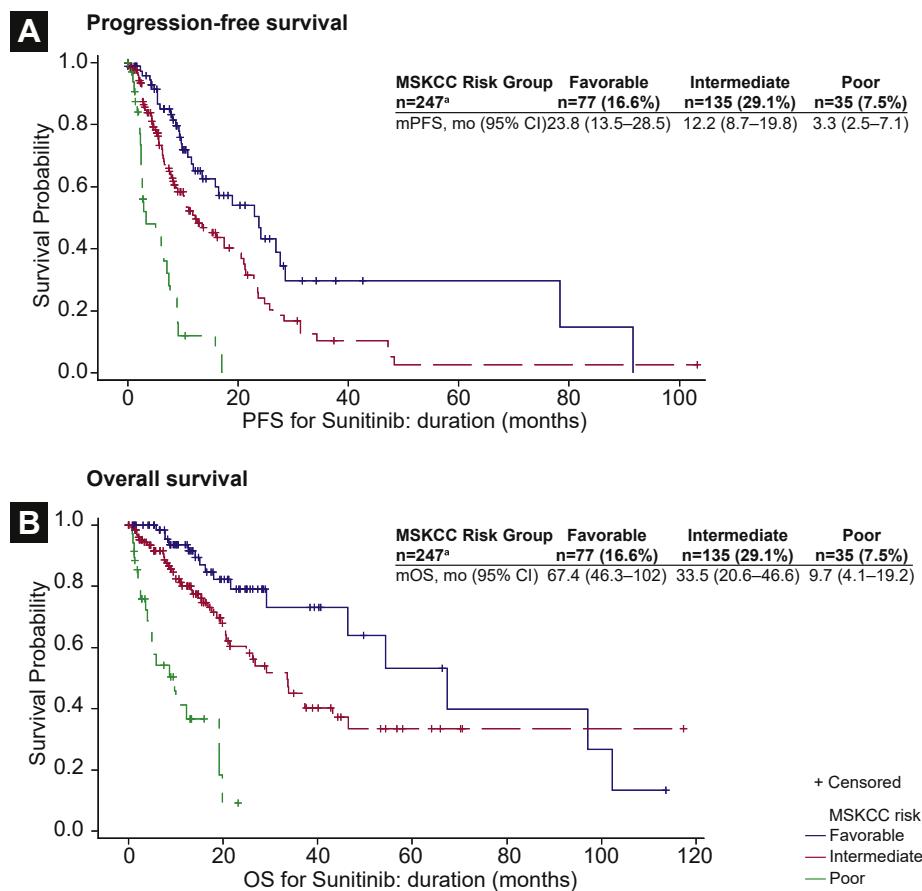 A Progression-free survival
1.0
0.8
0.6
0.4
0.2
0.0
Survival Probability
MSKCC Risk Group Favorable Intermediate Poor
n=247ᵃ n=77 (16.6%) n=135 (29.1%) n=35 (7.5%)
mPFS, mo (95% CI) 23.8 (13.5–28.5) 12.2 (8.7–19.8) 3.3 (2.5–7.1)
0 20 40 60 80 100
PFS for Sunitinib: duration (months)
Overall survival
B
1.0
0.8
0.6
0.4
0.2
0.0
Survival Probability
MSKCC Risk Group Favorable Intermediate Poor
n=247ᵃ n=77 (16.6%) n=135 (29.1%) n=35 (7.5%)
mOS, mo (95% CI) 67.4 (46.3–102) 33.5 (20.6–46.6) 9.7 (4.1–19.2)
0 20 40 60 80 100 120
OS for Sunitinib: duration (months)
+ Censored
MSKCC risk
Favorable
Intermediate
Poor